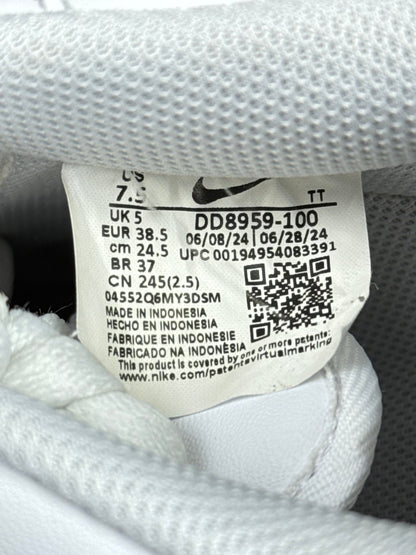 US
7.5 TT
UK 5 DD8959-100
EUR 38.5 06/08/24 | 06/28/24
cm 24.5 UPC 00194954083391
BR 37
CN 245(2.5)
04552Q6MY3DSM
MADE IN INDONESIA
HECHO EN INDONESIA
FABRIQUE EN INDONESIE
FABRICADO NA INDONÉSIA
This product is covered by one or more patents:
www.nike.com/patentsvirtualmarking